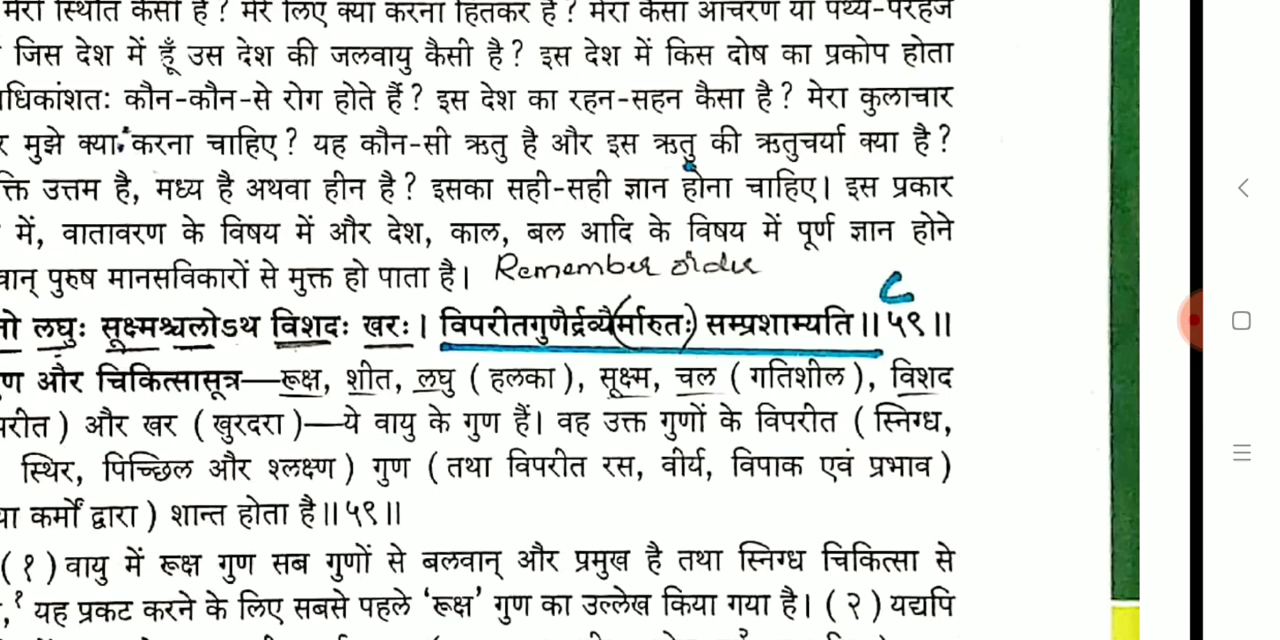 मेरी स्थिति कैसी है? मेरे लिए क्या करना हितकर है? मेरा कैसा आचरण या पथ्य-परहेज
जिस देश में हूँ उस देश की जलवायु कैसी है? इस देश में किस दोष का प्रकोप होता
धिकांशतः कौन-कौन-से रोग होते हैं? इस देश का रहन-सहन कैसा है? मेरा कुलाचार
र मुझे क्या करना चाहिए? यह कौन-सी ऋतु है और इस ऋतु की ऋतुचर्या क्या है?
क्ति उत्तम है, मध्य है अथवा हीन है? इसका सही-सही ज्ञान होना चाहिए। इस प्रकार
में, वातावरण के विषय में और देश, काल, बल आदि के विषय में पूर्ण ज्ञान होने
वान् पुरुष मानसविकारों से मुक्त हो पाता है। Remember order
तो लघुः सूक्ष्मश्चलोऽथ विशदः खरः। विपरीतगुणैर्द्रव्यै(र्मारुतः) सम्प्रशाम्यति॥५९॥
ण और चिकित्सासूत्र—रूक्ष, शीत, लघु (हलका), सूक्ष्म, चल (गतिशील), विशद
परीत) और खर (खुरदरा)—ये वायु के गुण हैं। वह उक्त गुणों के विपरीत (स्निग्ध,
स्थिर, पिच्छिल और श्लक्ष्ण) गुण (तथा विपरीत रस, वीर्य, विपाक एवं प्रभाव)
या कर्मों द्वारा) शान्त होता है॥५९॥
(१) वायु में रूक्ष गुण सब गुणों से बलवान् और प्रमुख है तथा स्निग्ध चिकित्सा से
,१ यह प्रकट करने के लिए सबसे पहले 'रूक्ष' गुण का उल्लेख किया गया है। (२) यद्यपि